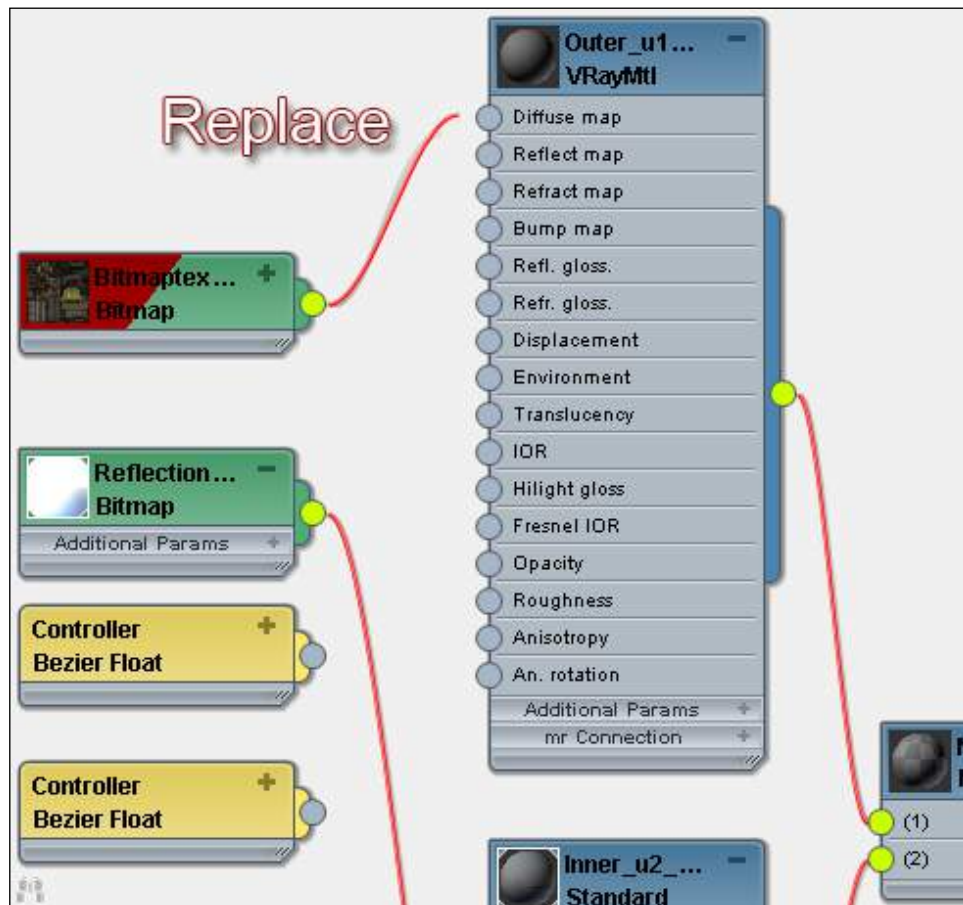 Outer_u1...
VRayMtl
Replace
Diffuse map
Reflect map
Refract map
Bump map
Refl. gloss.
Refr. gloss.
Displacement
Environment
Translucency
IOR
Hilight gloss
Fresnel IOR
Opacity
Roughness
Anisotropy
An. rotation
Additional Params
mr Connection
Bitmaptex...
Bitmap
Reflection...
Bitmap
Additional Params
Controller
Bezier Float
Controller
Bezier Float
(1)
(2)
Inner_u2_...
Standard